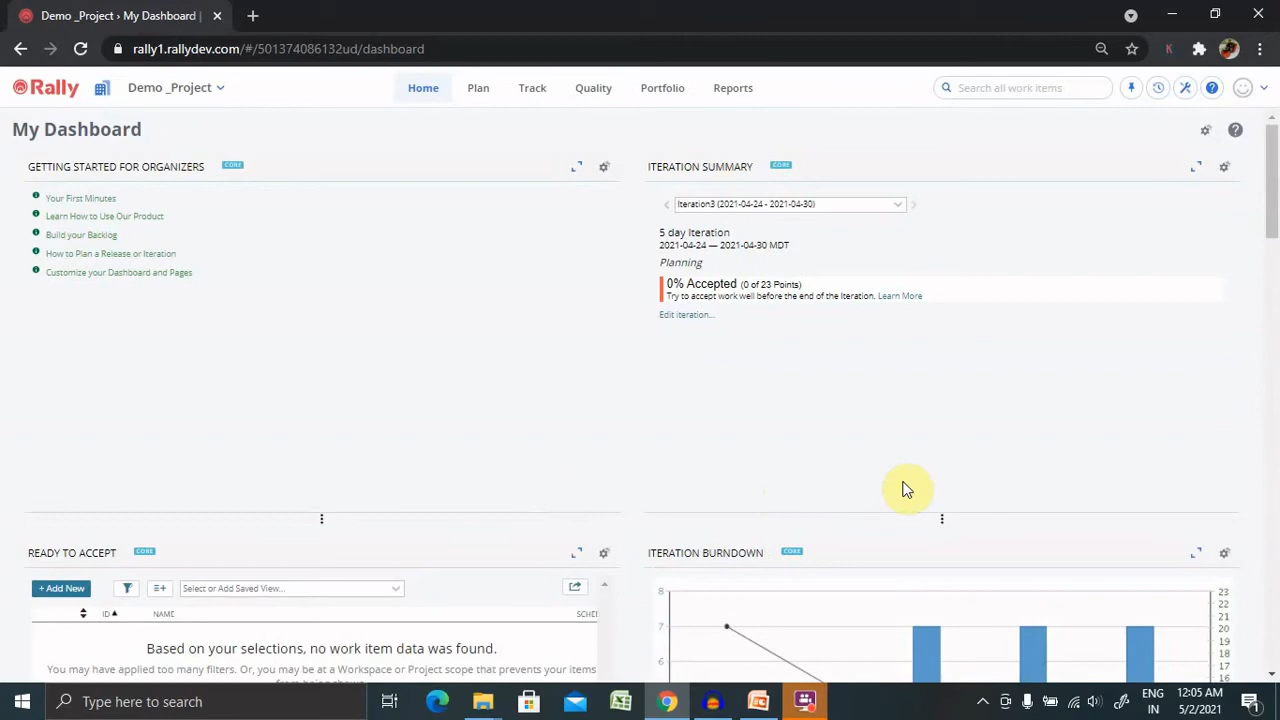 Demo _Project › My Dashboard |
rally1.rallydev.com/#/501374086132ud/dashboard
Rally
Demo _Project
Home
Plan
Track
Quality
Portfolio
Reports
Search all work items
My Dashboard
GETTING STARTED FOR ORGANIZERS CORE
Your First Minutes
Learn How to Use Our Product
Build your Backlog
How to Plan a Release or Iteration
Customize your Dashboard and Pages
ITERATION SUMMARY CORE
Iteration3 (2021-04-24 - 2021-04-30)
5 day Iteration
2021-04-24 — 2021-04-30 MDT
Planning
0% Accepted (0 of 23 Points)
Try to accept work well before the end of the Iteration. Learn More
Edit iteration...
READY TO ACCEPT CORE
+ Add New
Select or Add Saved View...
ID NAME SCHE
Based on your selections, no work item data was found.
You may have applied too many filters. Or, you may be at a Workspace or Project scope that prevents your items
from being shown
ITERATION BURNDOWN CORE
8
7
6
23
22
21
20
19
18
17
16
Type here to search
ENG
IN
12:05 AM
5/2/2021
1